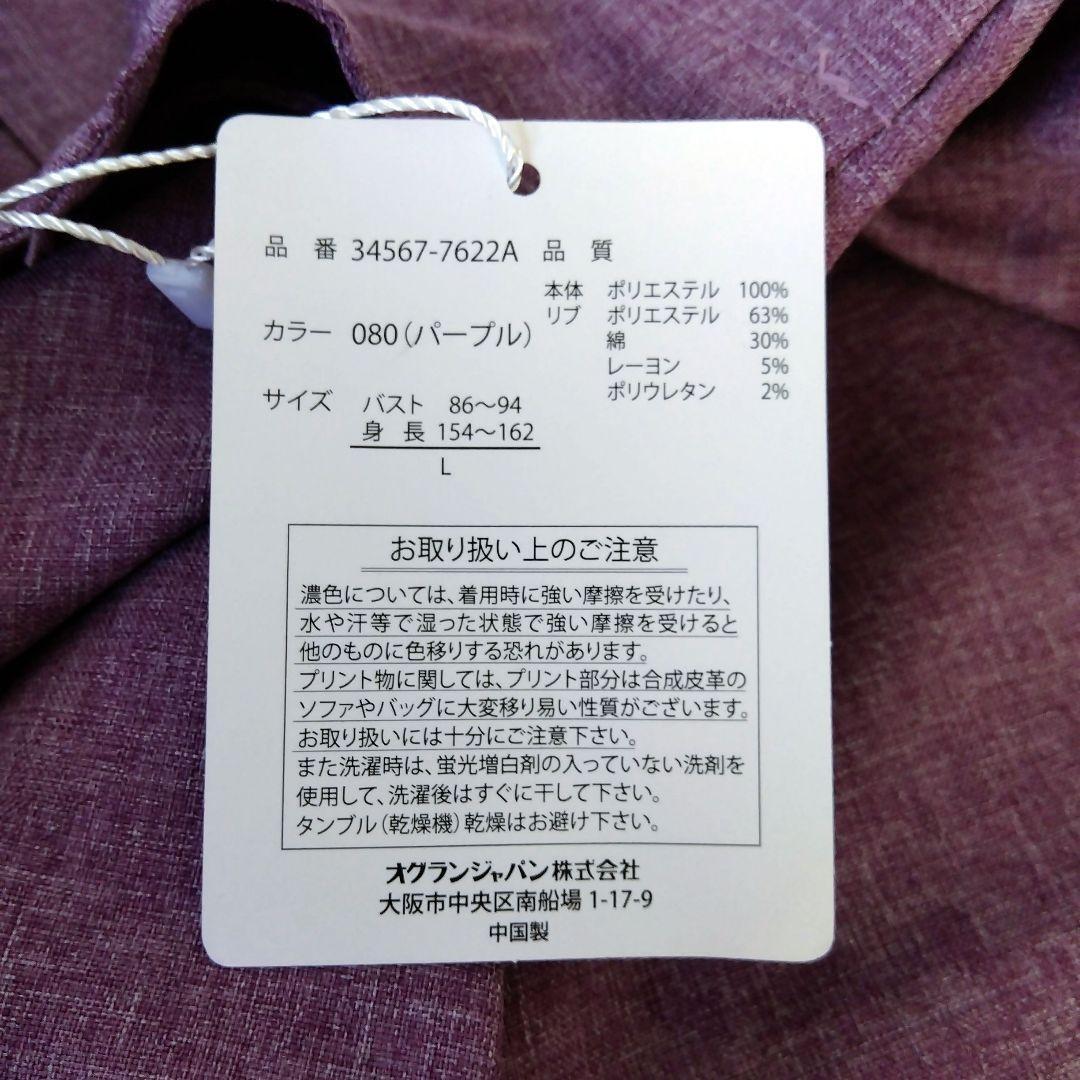 品 番 34567-7622A
カラー 080(パープル)
サイズ バスト 86〜94
身 長 154〜162
L
品 質
本体 ポリエステル 100%
リブ ポリエステル 63%
綿 30%
レーヨン 5%
ポリウレタン 2%
お取り扱い上のご注意
濃色については、着用時に強い摩擦を受けたり、
水や汗等で湿った状態で強い摩擦を受けると
他のものに色移りする恐れがあります。
プリント物に関しては、プリント部分は合成皮革の
ソファやバッグに大変移り易い性質がございます。
お取り扱いには十分にご注意下さい。
また洗濯時は、蛍光増白剤の入っていない洗剤を
使用して、洗濯後はすぐに干して下さい。
タンブル(乾燥機)乾燥はお避け下さい。
オグランジャパン株式会社
大阪市中央区南船場 1-17-9
中国製